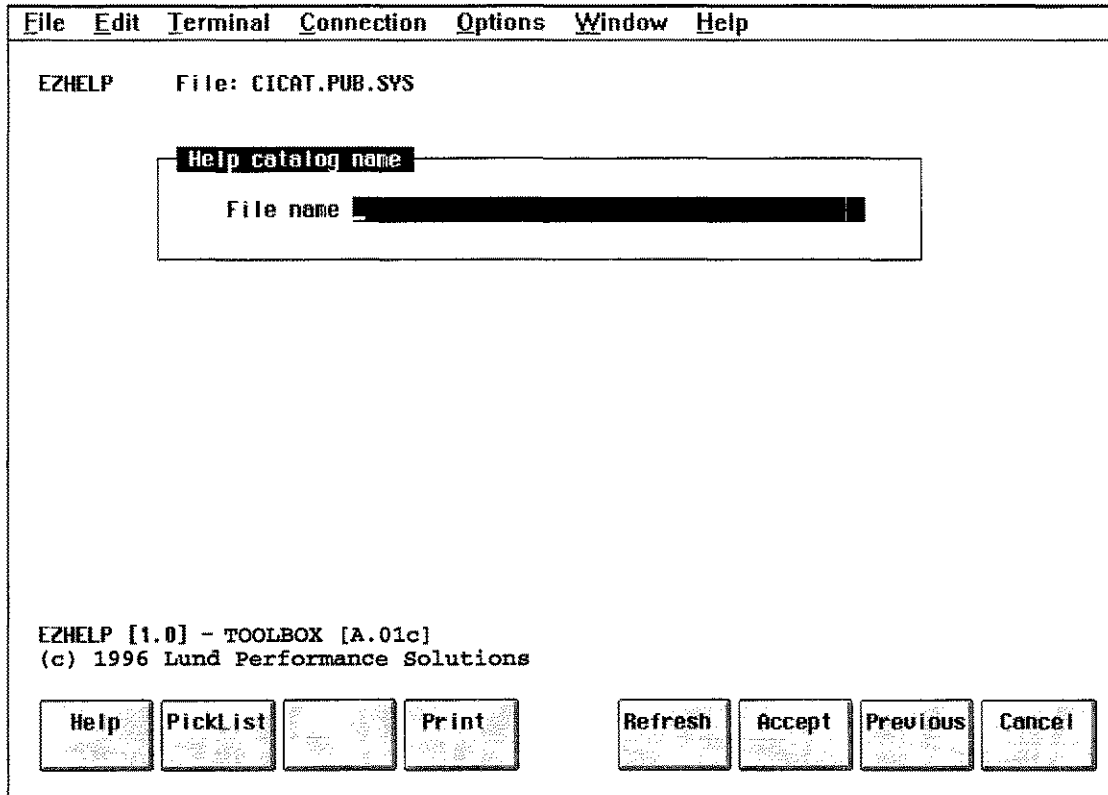 File Edit Terminal Connection Options Window Help
EZHELP File: CICAT.PUB.SYS
Help catalog name
File name
EZHELP [1.0] - TOOLBOX [A.01c]
(c) 1996 Lund Performance Solutions
Help PickList Print Refresh Accept Previous Cancel